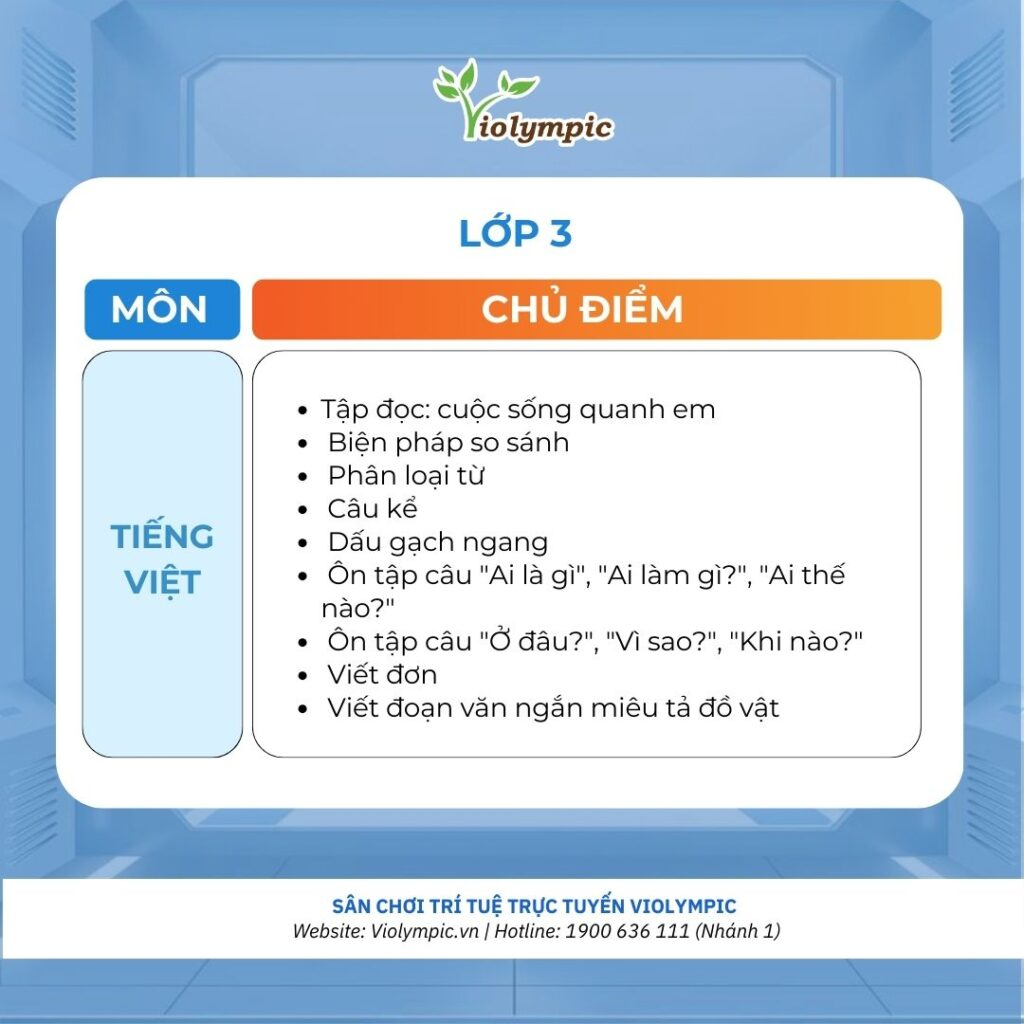 Violympic
LỚP 3
MÔN
CHỦ ĐIỂM
TIẾNG
VIỆT
• Tập đọc: cuộc sống quanh em
• Biện pháp so sánh
• Phân loại từ
• Câu kể
• Dấu gạch ngang
• Ôn tập câu "Ai là gì", "Ai làm gì?", "Ai thế
nào?"
• Ôn tập câu "Ở đâu?", "Vì sao?", "Khi nào?"
• Viết đơn
• Viết đoạn văn ngắn miêu tả đồ vật
SÂN CHƠI TRÍ TUỆ TRỰC TUYẾN VIOLYMPIC
Website: Violympic.vn | Hotline: 1900 636 111 (Nhánh 1)